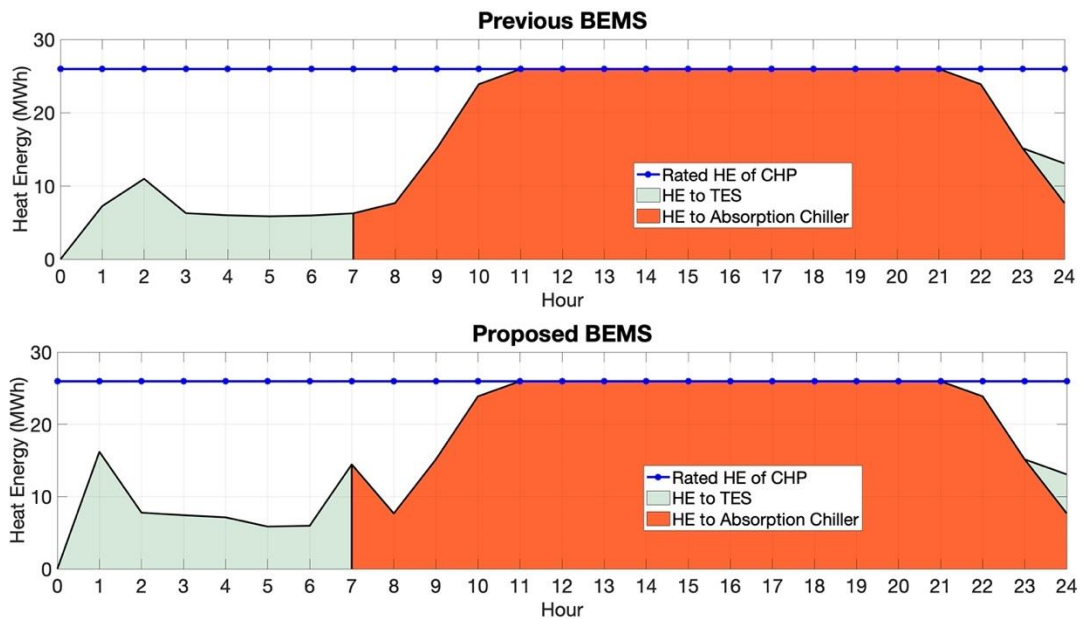 Previous BEMS
30
20
10
0
Heat Energy (MWh)
Rated HE of CHP
HE to TES
HE to Absorption Chiller
0 1 2 3 4 5 6 7 8 9 10 11 12 13 14 15 16 17 18 19 20 21 22 23 24
Hour
Proposed BEMS
30
20
10
0
Heat Energy (MWh)
Rated HE of CHP
HE to TES
HE to Absorption Chiller
0 1 2 3 4 5 6 7 8 9 10 11 12 13 14 15 16 17 18 19 20 21 22 23 24
Hour